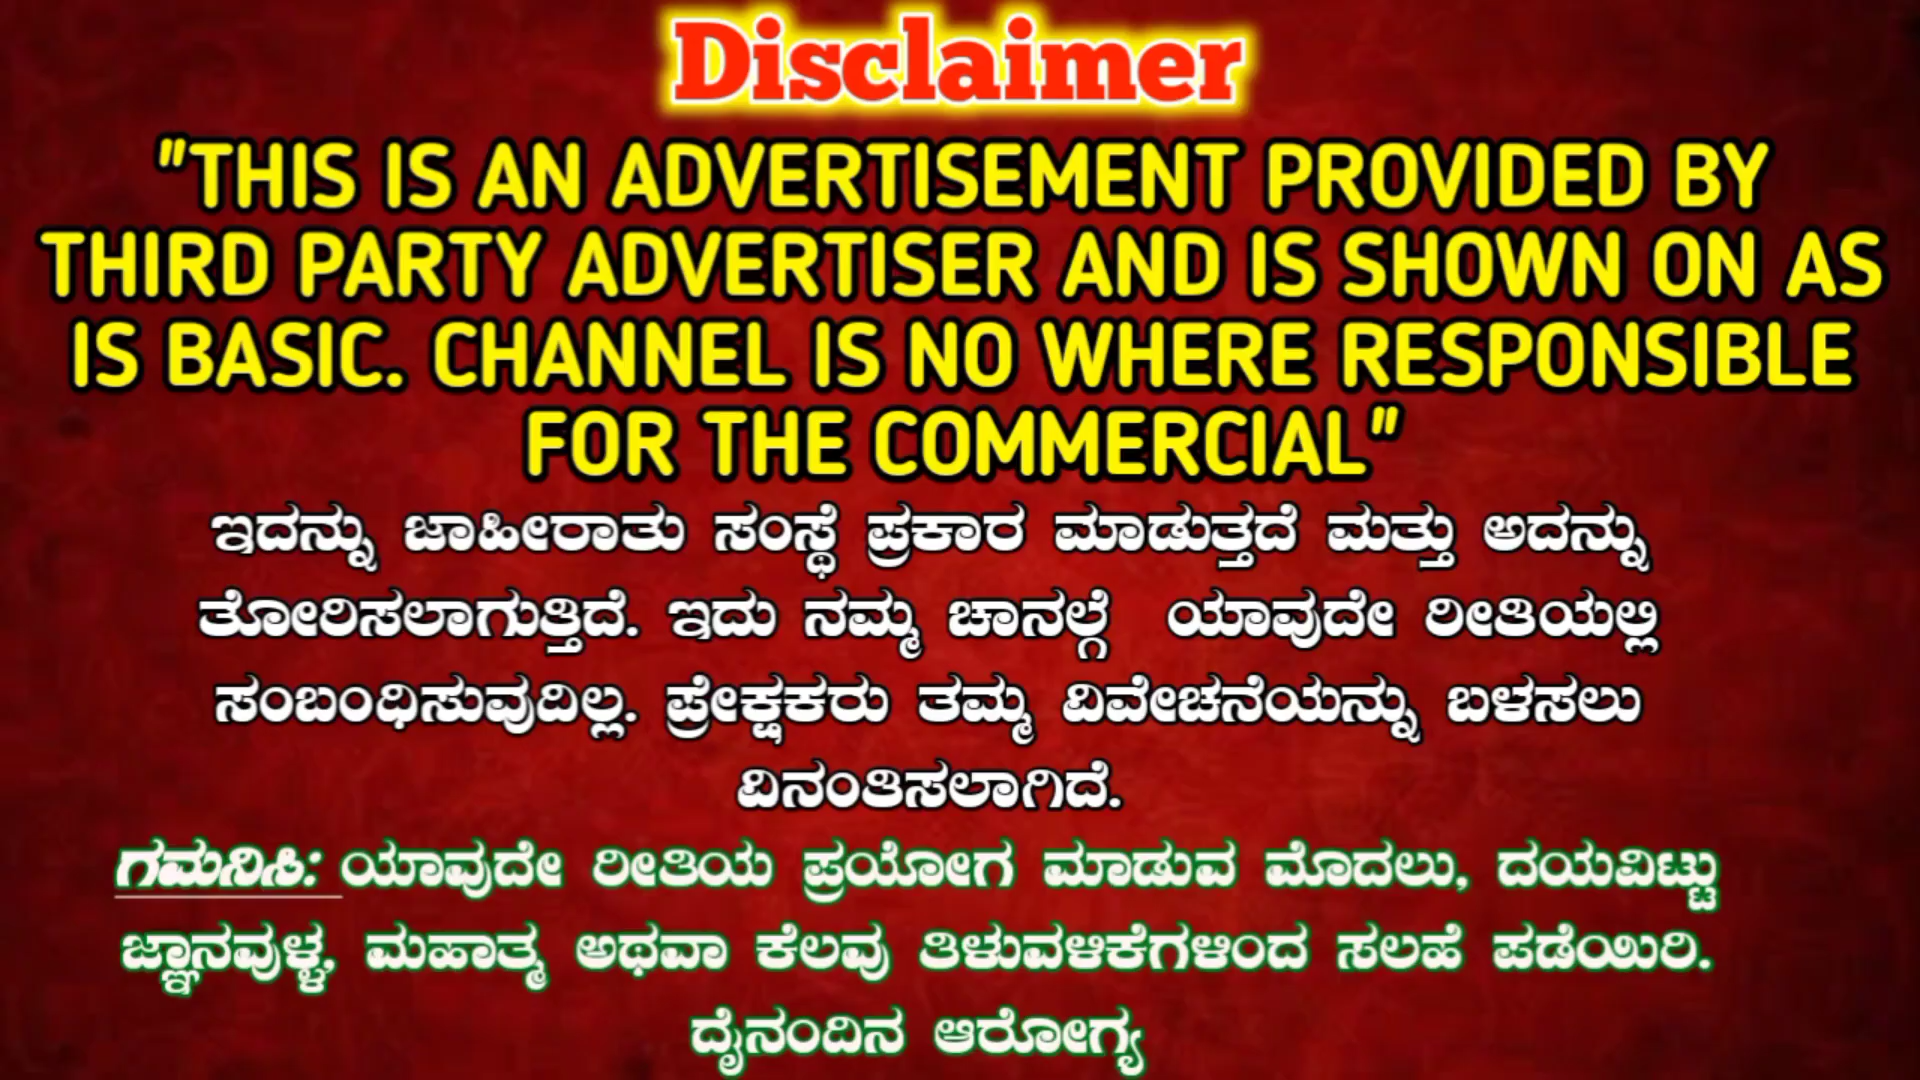 Disclaimer
"THIS IS AN ADVERTISEMENT PROVIDED BY
THIRD PARTY ADVERTISER AND IS SHOWN ON AS
IS BASIC. CHANNEL IS NO WHERE RESPONSIBLE
FOR THE COMMERCIAL"
ಇದನ್ನು ಜಾಹೀರಾತು ಸಂಸ್ಥೆ ಪ್ರಕಾರ ಮಾಡುತ್ತದೆ ಮತ್ತು ಅದನ್ನು
ತೋರಿಸಲಾಗುತ್ತಿದೆ. ಇದು ನಮ್ಮ ಚಾನಲ್ಗೆ ಯಾವುದೇ ರೀತಿಯಲ್ಲಿ
ಸಂಬಂಧಿಸುವುದಿಲ್ಲ. ಪ್ರೇಕ್ಷಕರು ತಮ್ಮ ವಿವೇಚನೆಯನ್ನು ಬಳಸಲು
ವಿನಂತಿಸಲಾಗಿದೆ.
ಗಮನಿಸಿ: ಯಾವುದೇ ರೀತಿಯ ಪ್ರಯೋಗ ಮಾಡುವ ಮೊದಲು, ದಯವಿಟ್ಟು
ಜ್ಞಾನವುಳ್ಳ, ಮಹಾತ್ಮ ಅಥವಾ ಕೆಲವು ತಿಳುವಳಿಕೆಗಳಿಂದ ಸಲಹೆ ಪಡೆಯಿರಿ.
ದೈನಂದಿನ ಆರೋಗ್ಯ